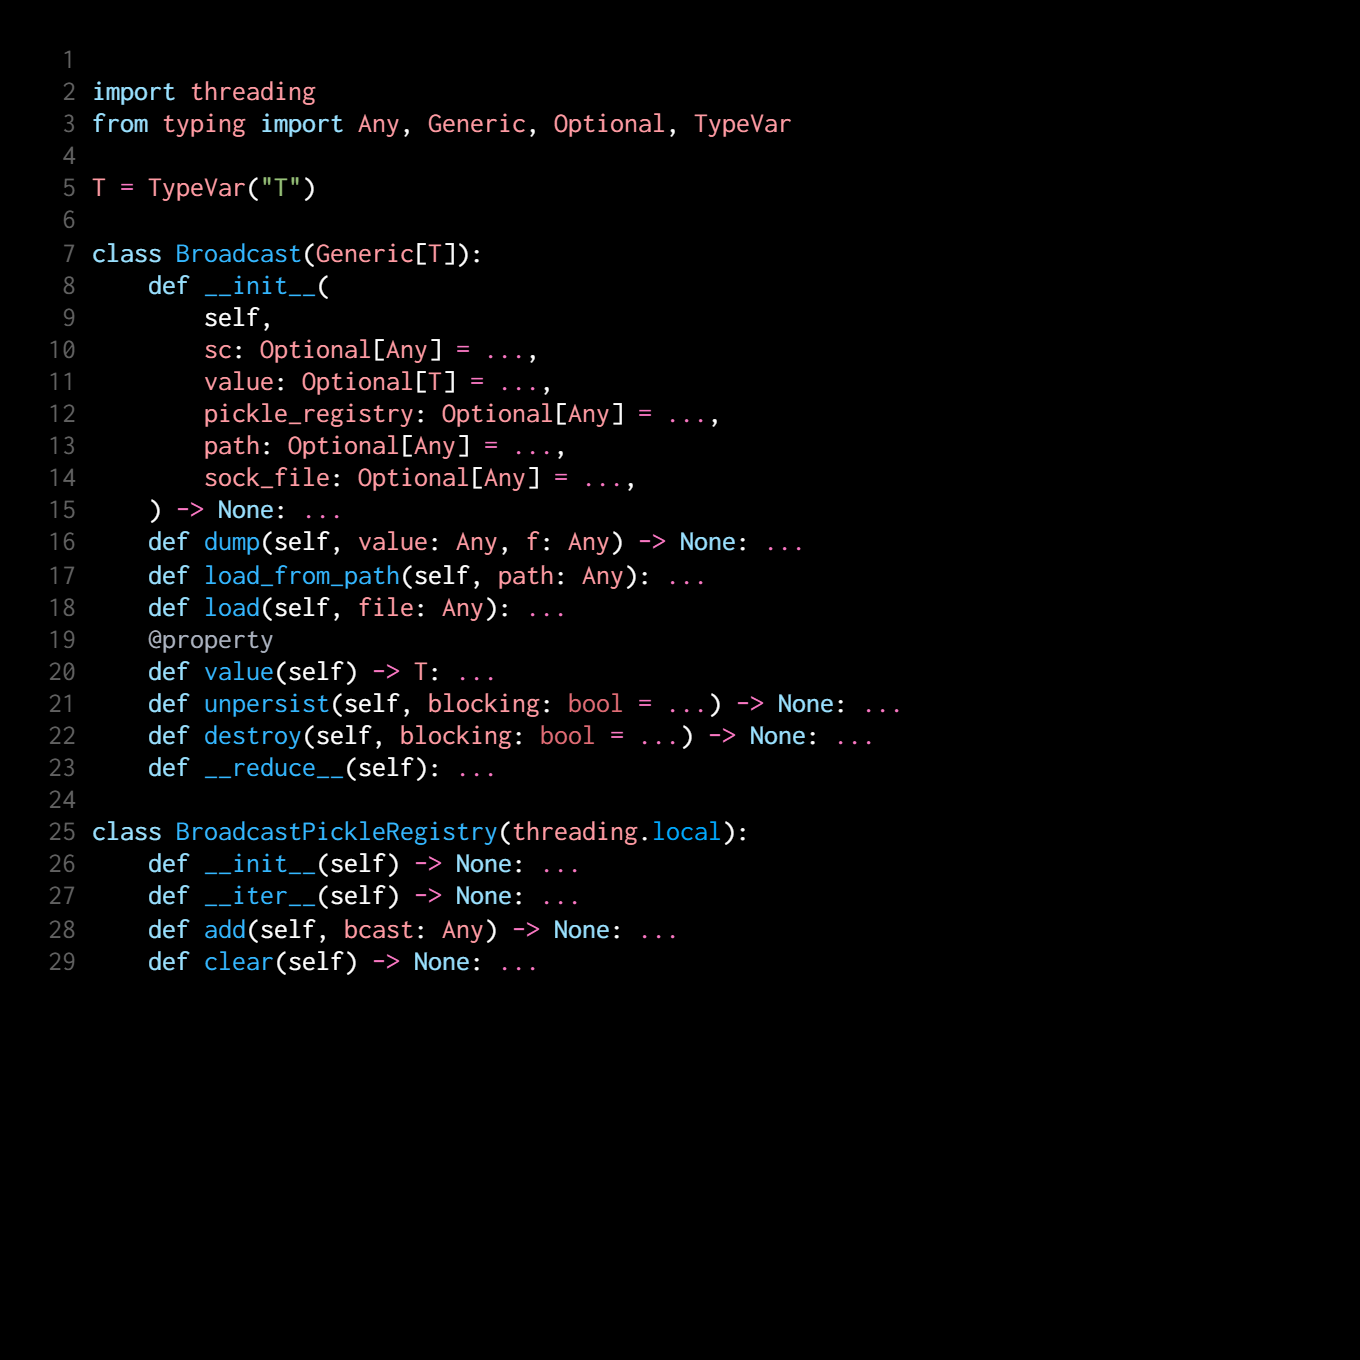 1
2 import threading
3 from typing import Any, Generic, Optional, TypeVar
4
5 T = TypeVar("T")
6
7 class Broadcast(Generic[T]):
8     def __init__(
9         self,
10         sc: Optional[Any] = ...,
11         value: Optional[T] = ...,
12         pickle_registry: Optional[Any] = ...,
13         path: Optional[Any] = ...,
14         sock_file: Optional[Any] = ...,
15     ) -> None: ...
16     def dump(self, value: Any, f: Any) -> None: ...
17     def load_from_path(self, path: Any): ...
18     def load(self, file: Any): ...
19     @property
20     def value(self) -> T: ...
21     def unpersist(self, blocking: bool = ...) -> None: ...
22     def destroy(self, blocking: bool = ...) -> None: ...
23     def __reduce__(self): ...
24
25 class BroadcastPickleRegistry(threading.local):
26     def __init__(self) -> None: ...
27     def __iter__(self) -> None: ...
28     def add(self, bcast: Any) -> None: ...
29     def clear(self) -> None: ...